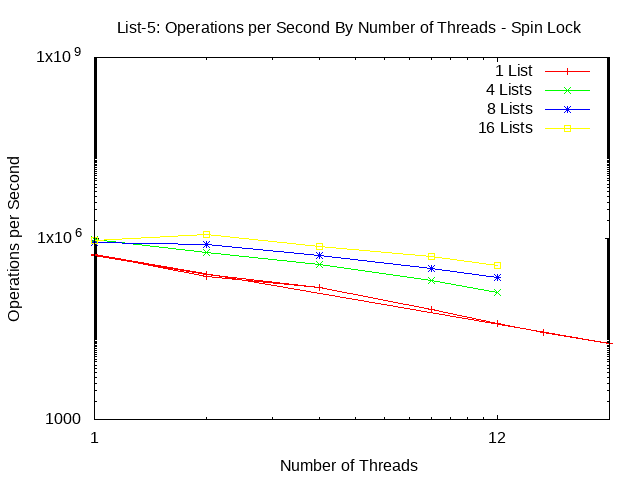 List-5: Operations per Second By Number of Threads - Spin Lock
1x10^9
1 List
4 Lists
8 Lists
16 Lists
Operations per Second
1x10^6
1000
1
12
Number of Threads